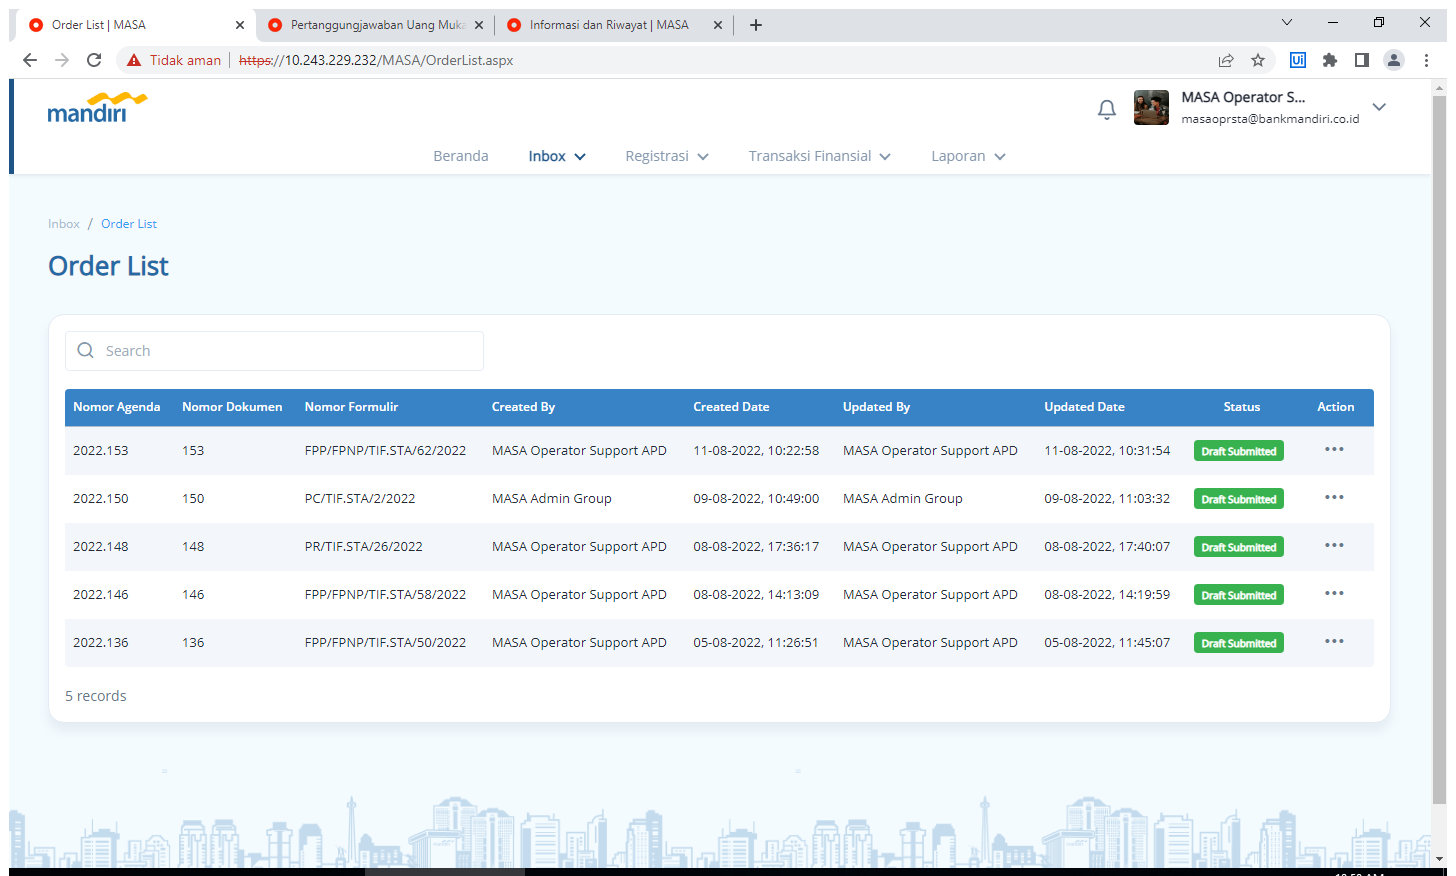 Order List | MASA
Pertanggungjawaban Uang Muka
Informasi dan Riwayat | MASA
Tidak aman
https://10.243.229.232/MASA/OrderList.aspx
Ui
mandiri
MASA Operator S...
masaoprsta@bankmandiri.co.id
Beranda Inbox Registrasi Transaksi Finansial Laporan
Inbox / Order List
Order List
Search
Nomor Agenda Nomor Dokumen Nomor Formulir Created By Created Date Updated By Updated Date Status Action
2022.153 153 FPP/FPNP/TIF.STA/62/2022 MASA Operator Support APD 11-08-2022, 10:22:58 MASA Operator Support APD 11-08-2022, 10:31:54 Draft Submitted ...
2022.150 150 PC/TIF.STA/2/2022 MASA Admin Group 09-08-2022, 10:49:00 MASA Admin Group 09-08-2022, 11:03:32 Draft Submitted ...
2022.148 148 PR/TIF.STA/26/2022 MASA Operator Support APD 08-08-2022, 17:36:17 MASA Operator Support APD 08-08-2022, 17:40:07 Draft Submitted ...
2022.146 146 FPP/FPNP/TIF.STA/58/2022 MASA Operator Support APD 08-08-2022, 14:13:09 MASA Operator Support APD 08-08-2022, 14:19:59 Draft Submitted ...
2022.136 136 FPP/FPNP/TIF.STA/50/2022 MASA Operator Support APD 05-08-2022, 11:26:51 MASA Operator Support APD 05-08-2022, 11:45:07 Draft Submitted ...
5 records